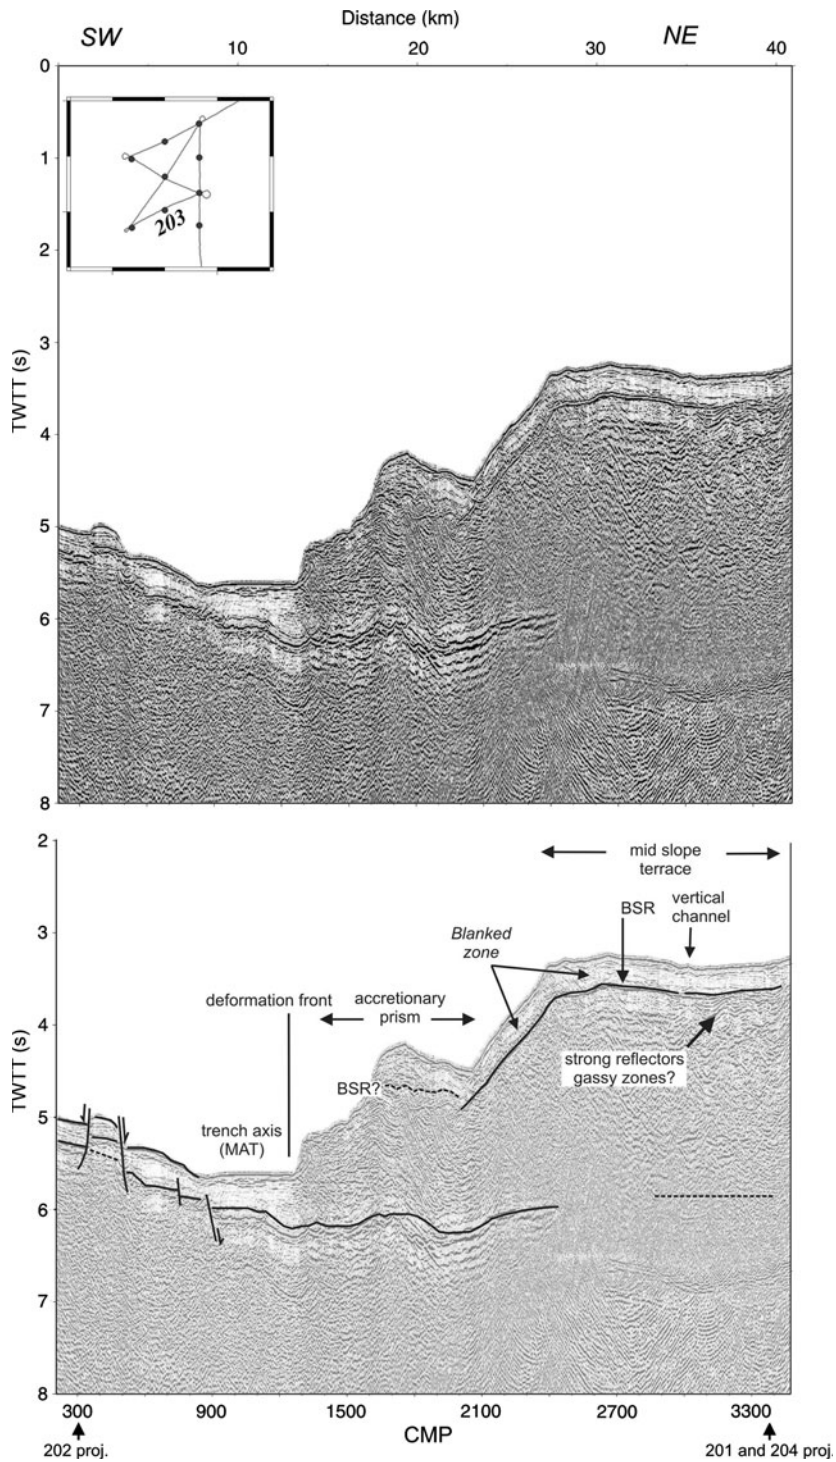 Distance (km)
SW
10
20
30
NE
40
0
1
2
3
4
5
6
7
8
TWTT (s)
203
2
3
4
5
6
7
8
TWTT (s)
mid slope
terrace
BSR
vertical
channel
Blanked
zone
deformation front
accretionary
prism
strong reflectors
gassy zones?
BSR?
trench axis
(MAT)
300
900
1500
2100
2700
3300
CMP
202 proj.
201 and 204 proj.